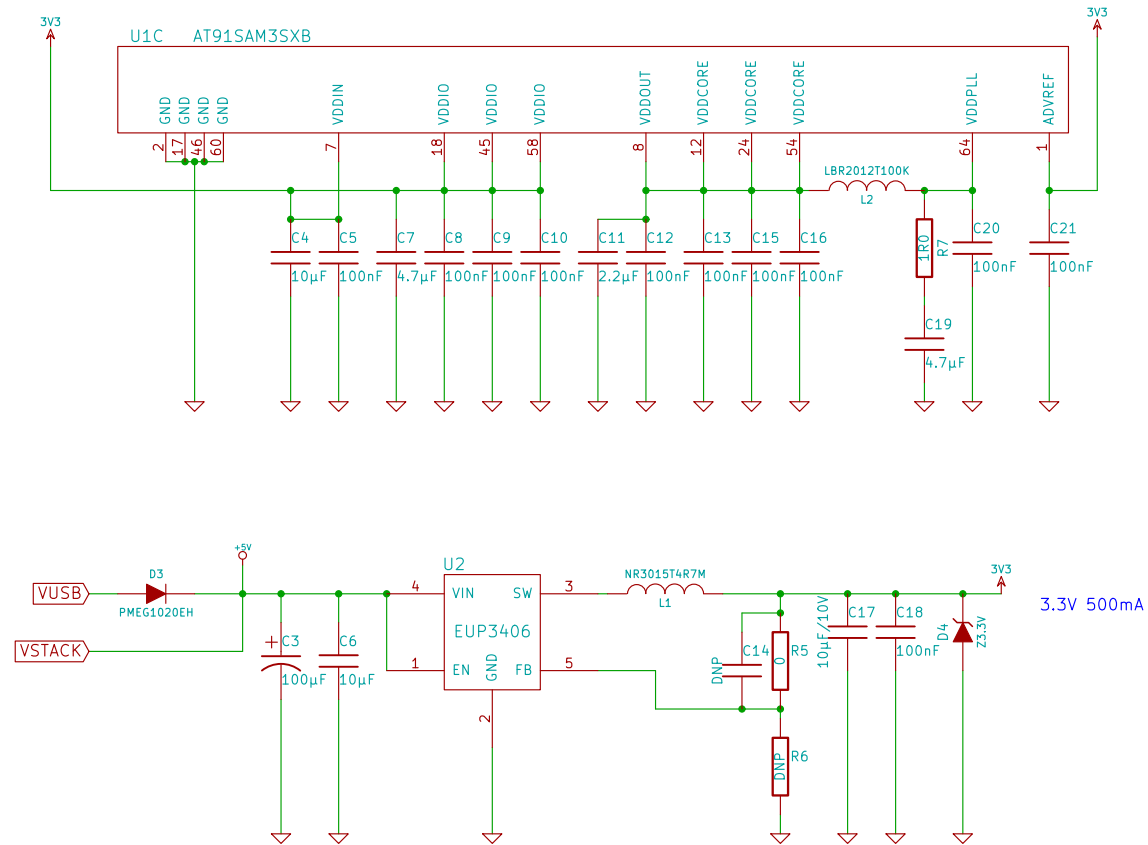 3V3
3V3
U1C AT91SAM3SXB
GND
GND
GND
GND
VDDIN
VDDIO
VDDIO
VDDIO
VDDOUT
VDDCORE
VDDCORE
VDDCORE
VDDPLL
ADVREF
2
17
46
60
7
18
45
58
8
12
24
54
64
1
LBR2012T100K
L2
C4
10µF
C5
100nF
C7
4.7µF
C8
100nF
C9
100nF
C10
100nF
C11
2.2µF
C12
100nF
C13
100nF
C15
100nF
C16
100nF
1R0
R7
C20
100nF
C21
100nF
C19
4.7µF
+5V
VUSB
D3
PMEG1020EH
VSTACK
C3
+
100µF
C6
10µF
U2
4
VIN
SW
3
EUP3406
1
EN
GND
FB
5
2
NR3015T4R7M
L1
C14
DNP
0
R5
DNP
R6
C17
10µF/10V
C18
100nF
D4
Z3.3V
3V3
3.3V 500mA